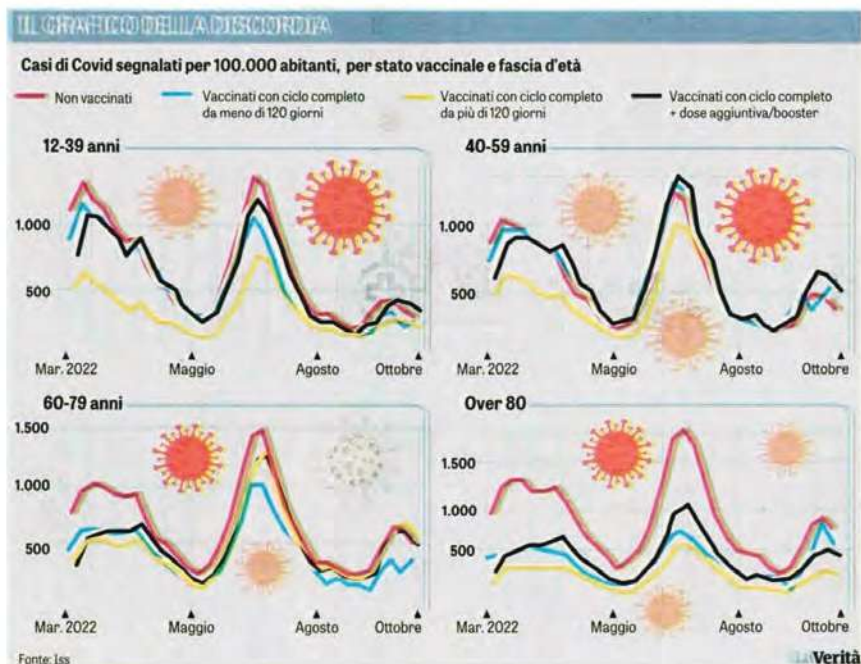 IL GRAFICO DELLA DISCORDIA
Casi di Covid segnalati per 100.000 abitanti, per stato vaccinale e fascia d'età
Non vaccinati
Vaccinati con ciclo completo
da meno di 120 giorni
Vaccinati con ciclo completo
da più di 120 giorni
Vaccinati con ciclo completo
+ dose aggiuntiva/booster
12-39 anni
1.000
500
Mar. 2022 Maggio Agosto Ottobre
40-59 anni
1.000
500
Mar. 2022 Maggio Agosto Ottobre
60-79 anni
1.500
1.000
500
Mar. 2022 Maggio Agosto Ottobre
Over 80
1.500
1.000
500
Mar. 2022 Maggio Agosto Ottobre
Fonte: Iss
LaVerità